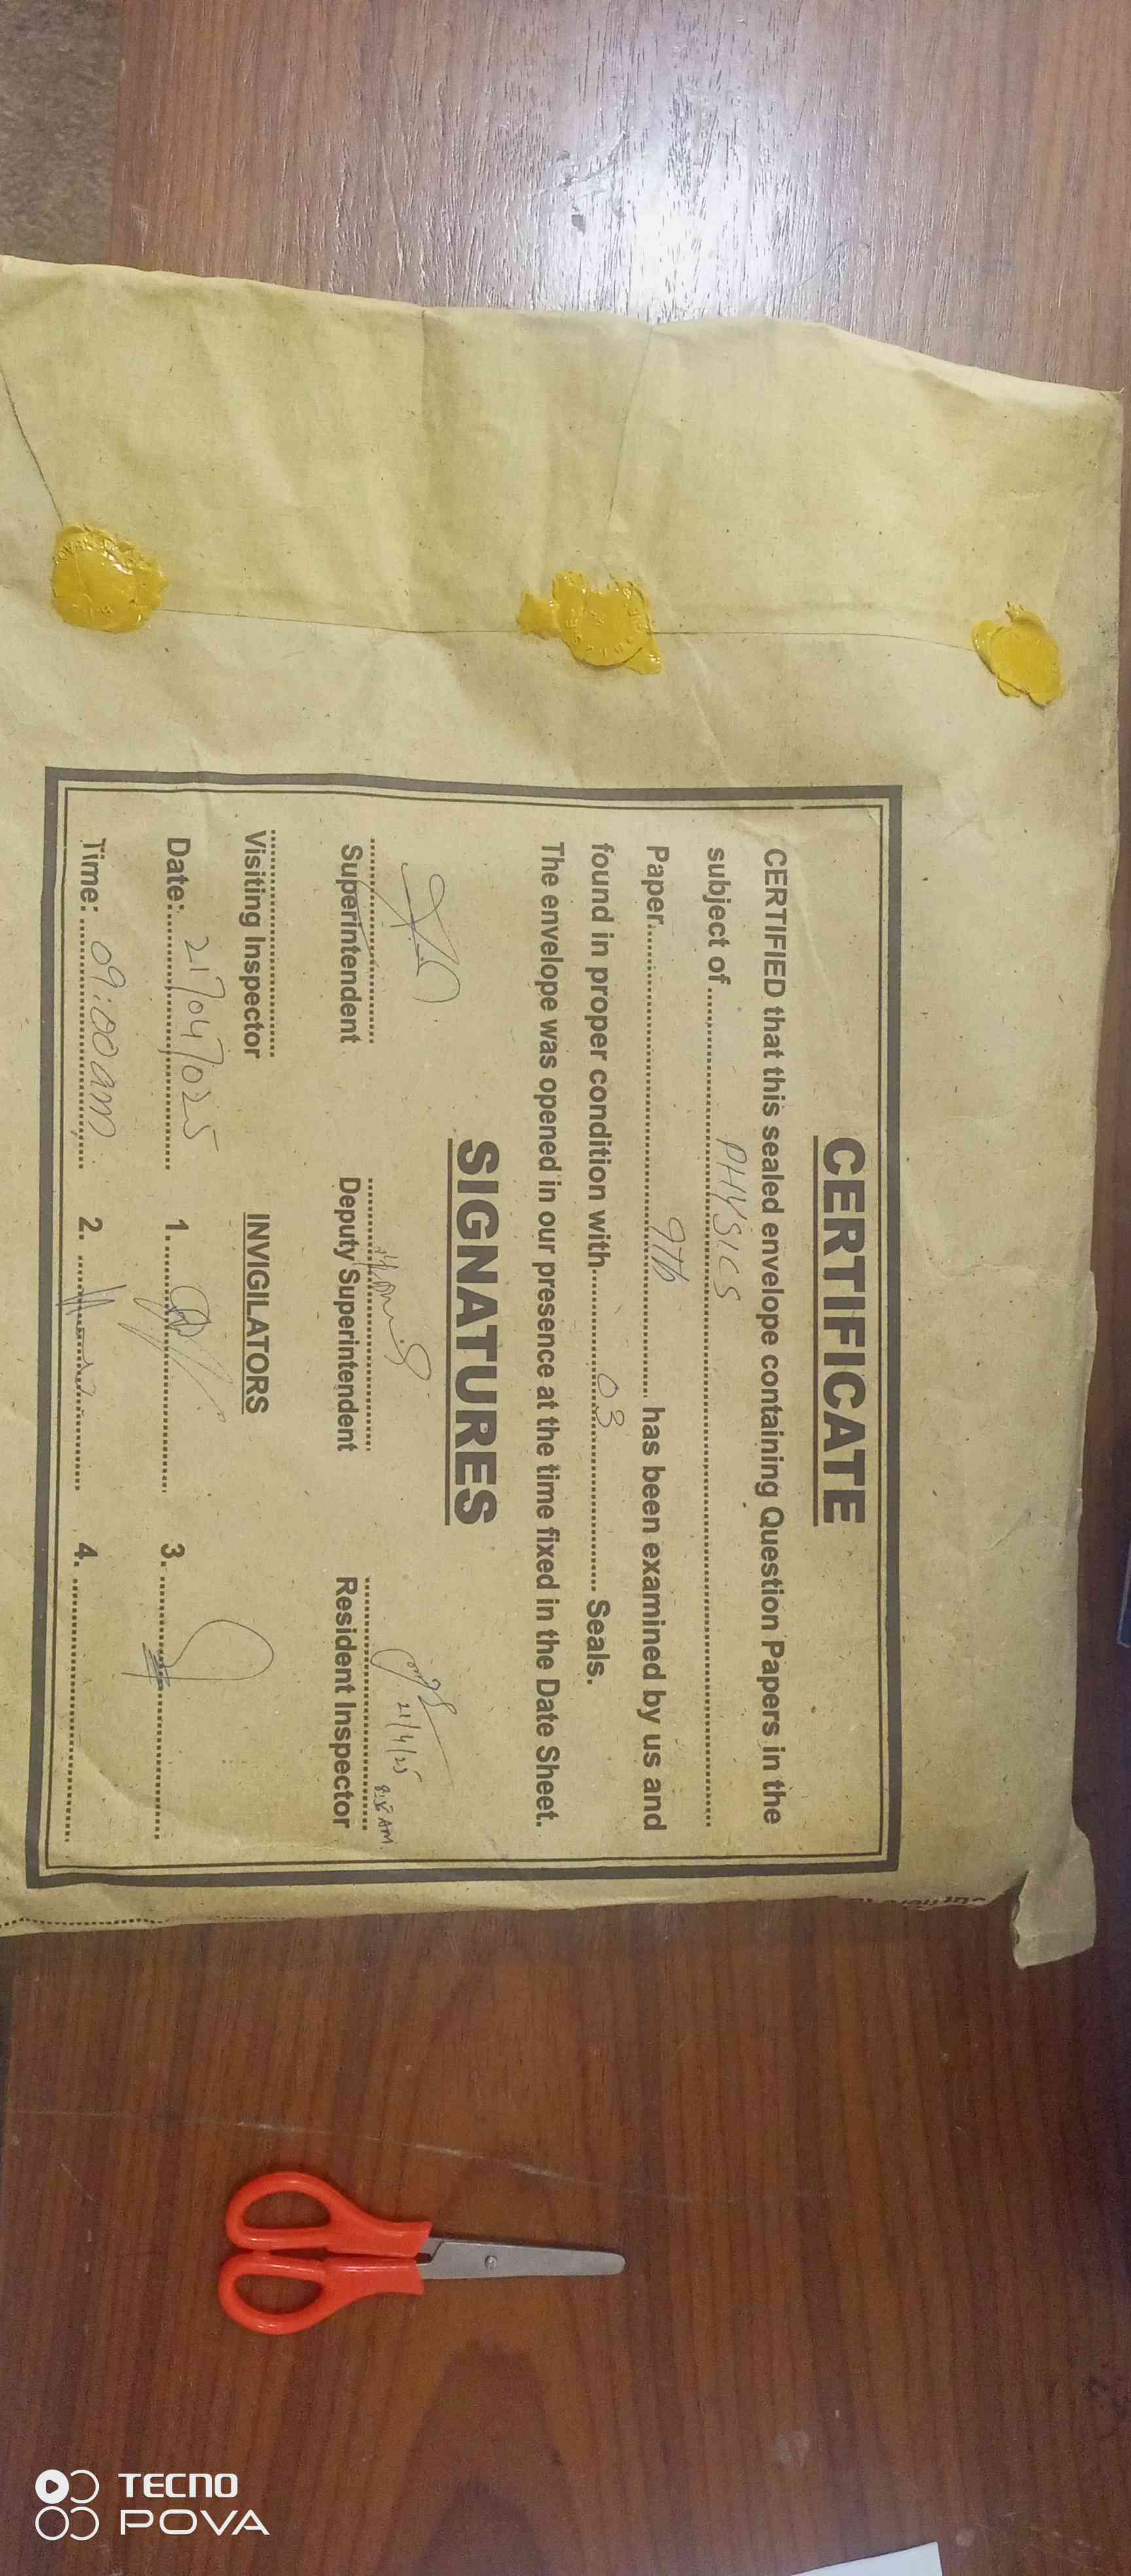 CERTIFICATE
CERTIFIED that this sealed envelope containing Question Papers in the
subject of PHYSICS
Paper 9th has been examined by us and
found in proper condition with 03 Seals.
The envelope was opened in our presence at the time fixed in the Date Sheet.
SIGNATURES
21/4/25
AM
Superintendent Deputy Superintendent Resident Inspector
Visiting Inspector INVIGILATORS
Date: 21/04/025 1. 3.
Time: 09:00 am 2. 4.
TECNO
POVA